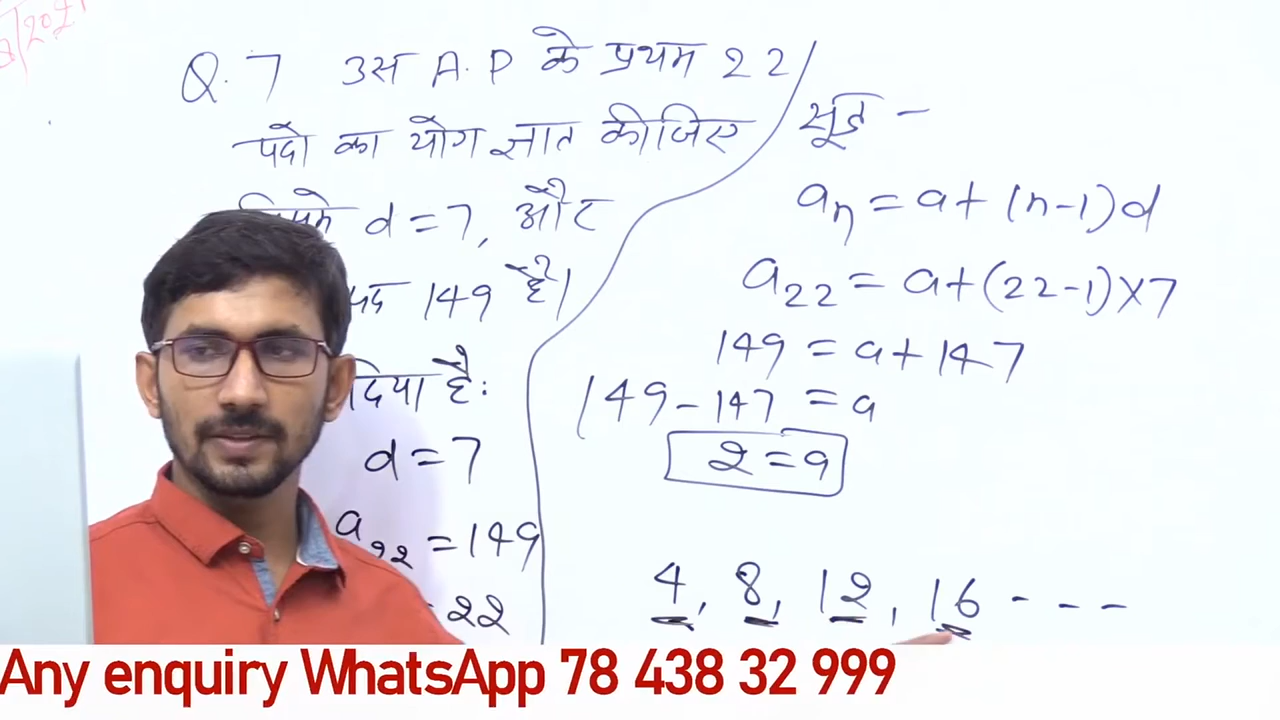 Q.7 उस A.P के प्रथम 22
पदो का योग ज्ञात कीजिए
d=7, और
पद 149 है।
दिया है:
d=7
a22 =149
22
सूत्र -
an = a+(n-1)d
a22 = a+(22-1)×7
149 = a+147
149-147 = a
2=a
4, 8, 12, 16 - - -
Any enquiry WhatsApp 78 438 32 999